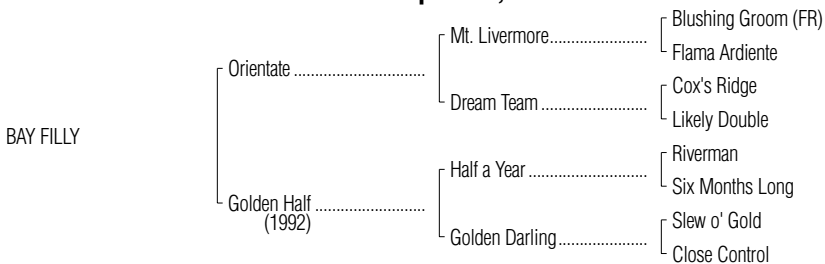 Blushing Groom (FR)
Mt. Livermore......................
Flama Ardiente
Orientate ..............................
Cox's Ridge
Dream Team ........................
Likely Double
BAY FILLY
Riverman
Half a Year ...........................
Six Months Long
Golden Half .........................
(1992)
Slew o' Gold
Golden Darling....................
Close Control